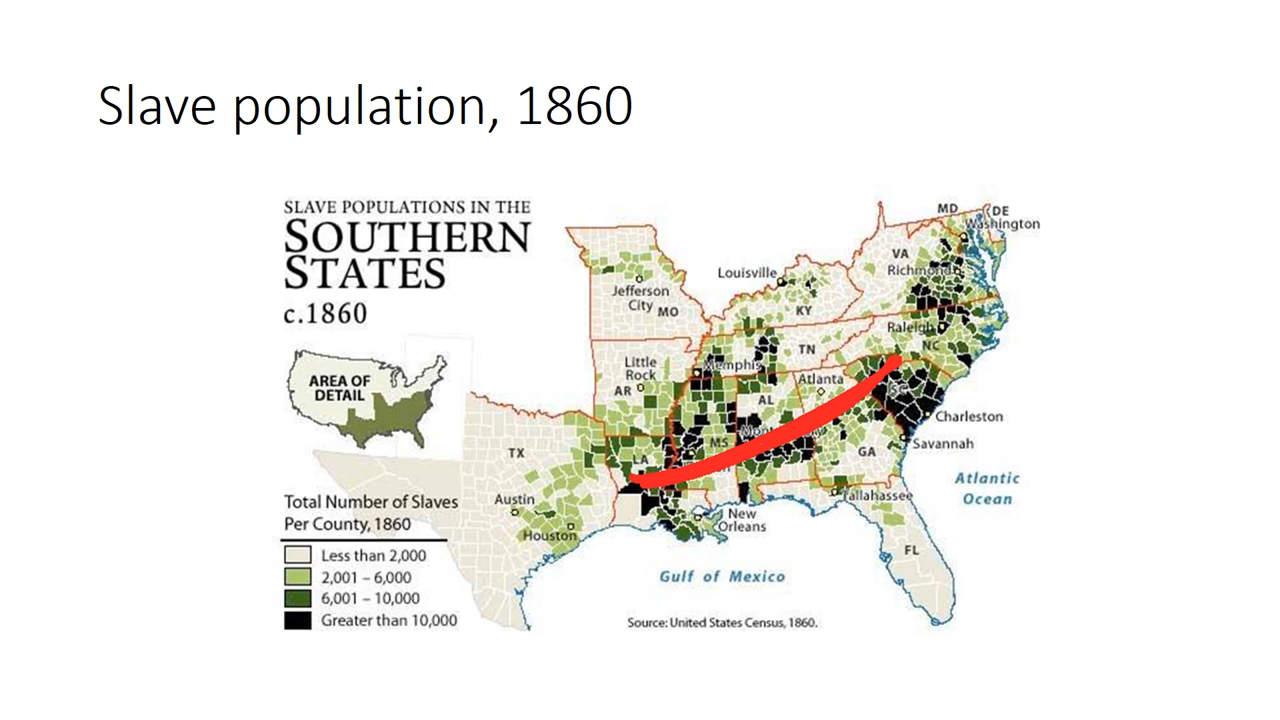 Slave population, 1860
SLAVE POPULATIONS IN THE
SOUTHERN
STATES
c.1860
AREA OF
DETAIL
MD
DE
Washington
VA
Richmond
Louisville
KY
Jefferson
City
MO
Raleigh
NC
TN
Memphis
Little
Rock
AR
Atlanta
SC
AL
Charleston
MS
GA
Savannah
LA
TX
Atlantic
Ocean
Austin
Tallahassee
New
Orleans
Houston
FL
Gulf of Mexico
Total Number of Slaves
Per County, 1860
Less than 2,000
2,001 – 6,000
6,001 – 10,000
Greater than 10,000
Source: United States Census, 1860.